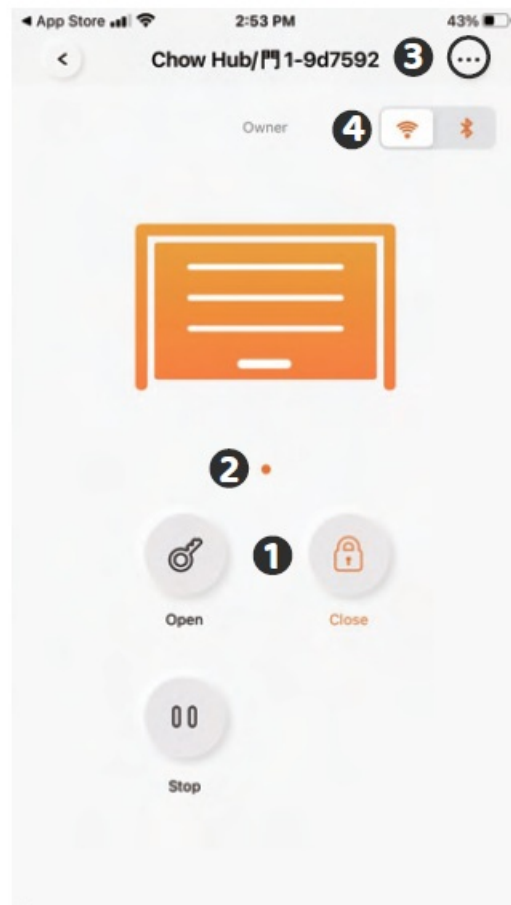 App Store 2:53 PM 43%
Chow Hub/門1-9d7592 3
Owner 4
2
1
Open Close
Stop